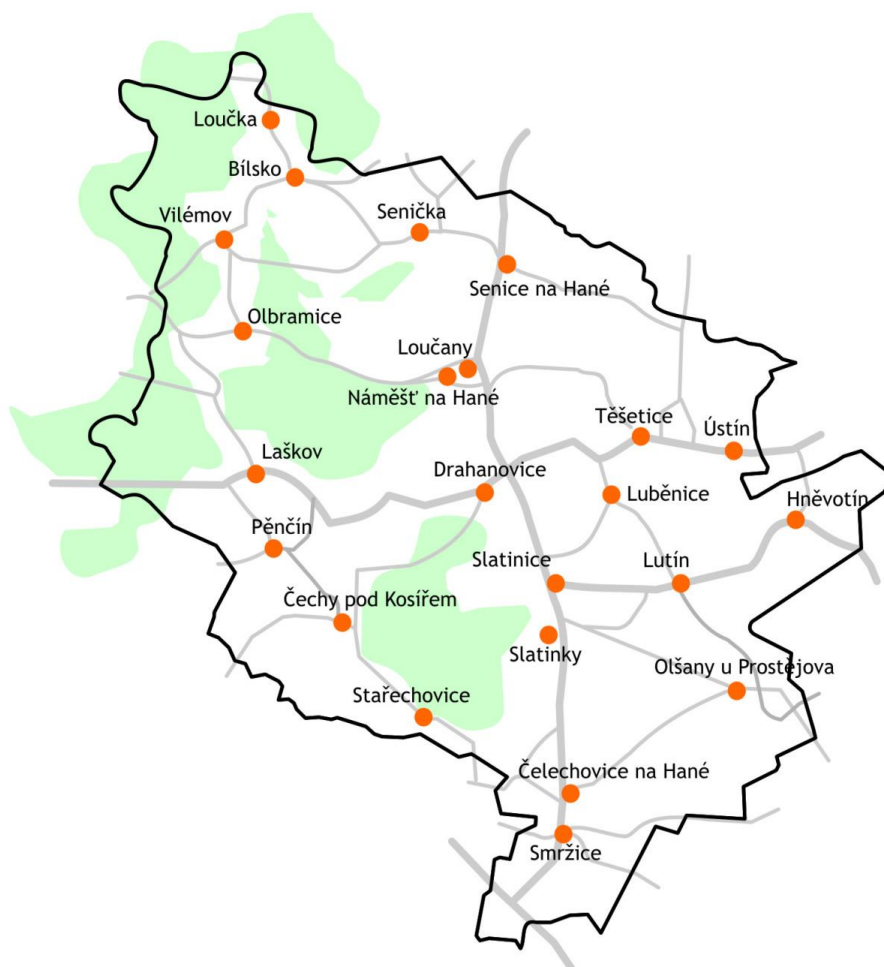 Loučka
Bílsko
Vilémov
Senička
Senice na Hané
Olbramice
Loučany
Náměšť na Hané
Těšetice
Ústín
Laškov
Drahanovice
Luběnice
Hněvotín
Pěnčín
Slatinice
Lutín
Čechy pod Kosířem
Slatinky
Olšany u Prostějova
Stařechovice
Čelechovice na Hané
Smržice